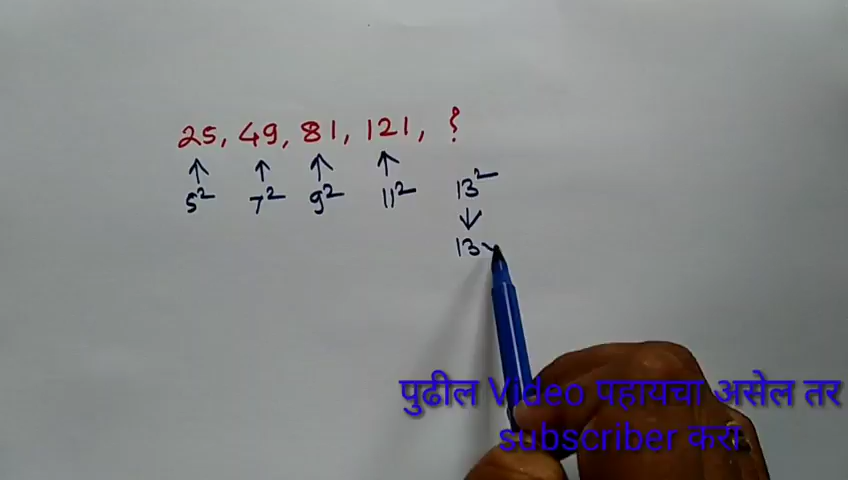 25, 49, 81, 121, ?
5² 7² 9² 11² 13²
13×
पुढील Video पहायचा असेल तर
subscriber करा